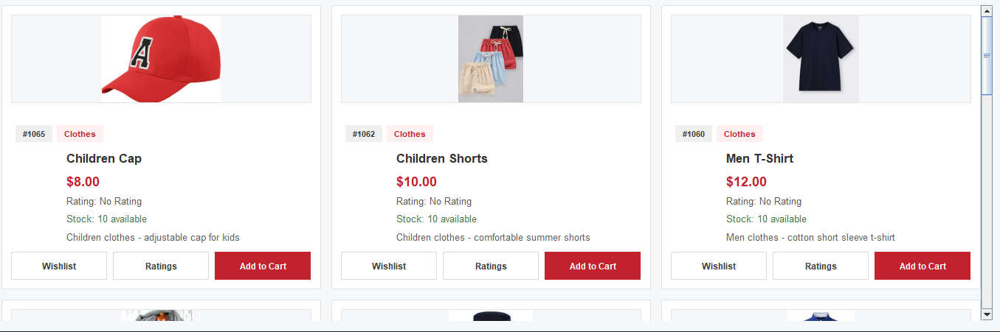 A
#1065 Clothes
Children Cap
$8.00
Rating: No Rating
Stock: 10 available
Children clothes - adjustable cap for kids
Wishlist Ratings Add to Cart
#1062 Clothes
Children Shorts
$10.00
Rating: No Rating
Stock: 10 available
Children clothes - comfortable summer shorts
Wishlist Ratings Add to Cart
#1060 Clothes
Men T-Shirt
$12.00
Rating: No Rating
Stock: 10 available
Men clothes - cotton short sleeve t-shirt
Wishlist Ratings Add to Cart